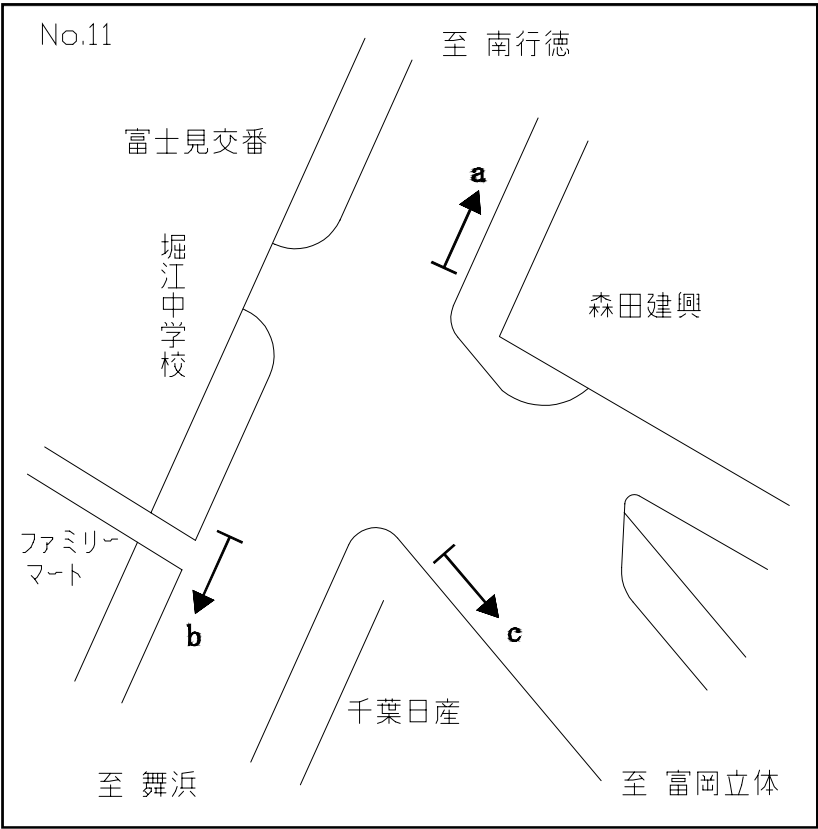 No.11
至 南行徳
富士見交番
a
堀江中学校
森田建興
ファミリー
マート
b
c
千葉日産
至 舞浜
至 富岡立体